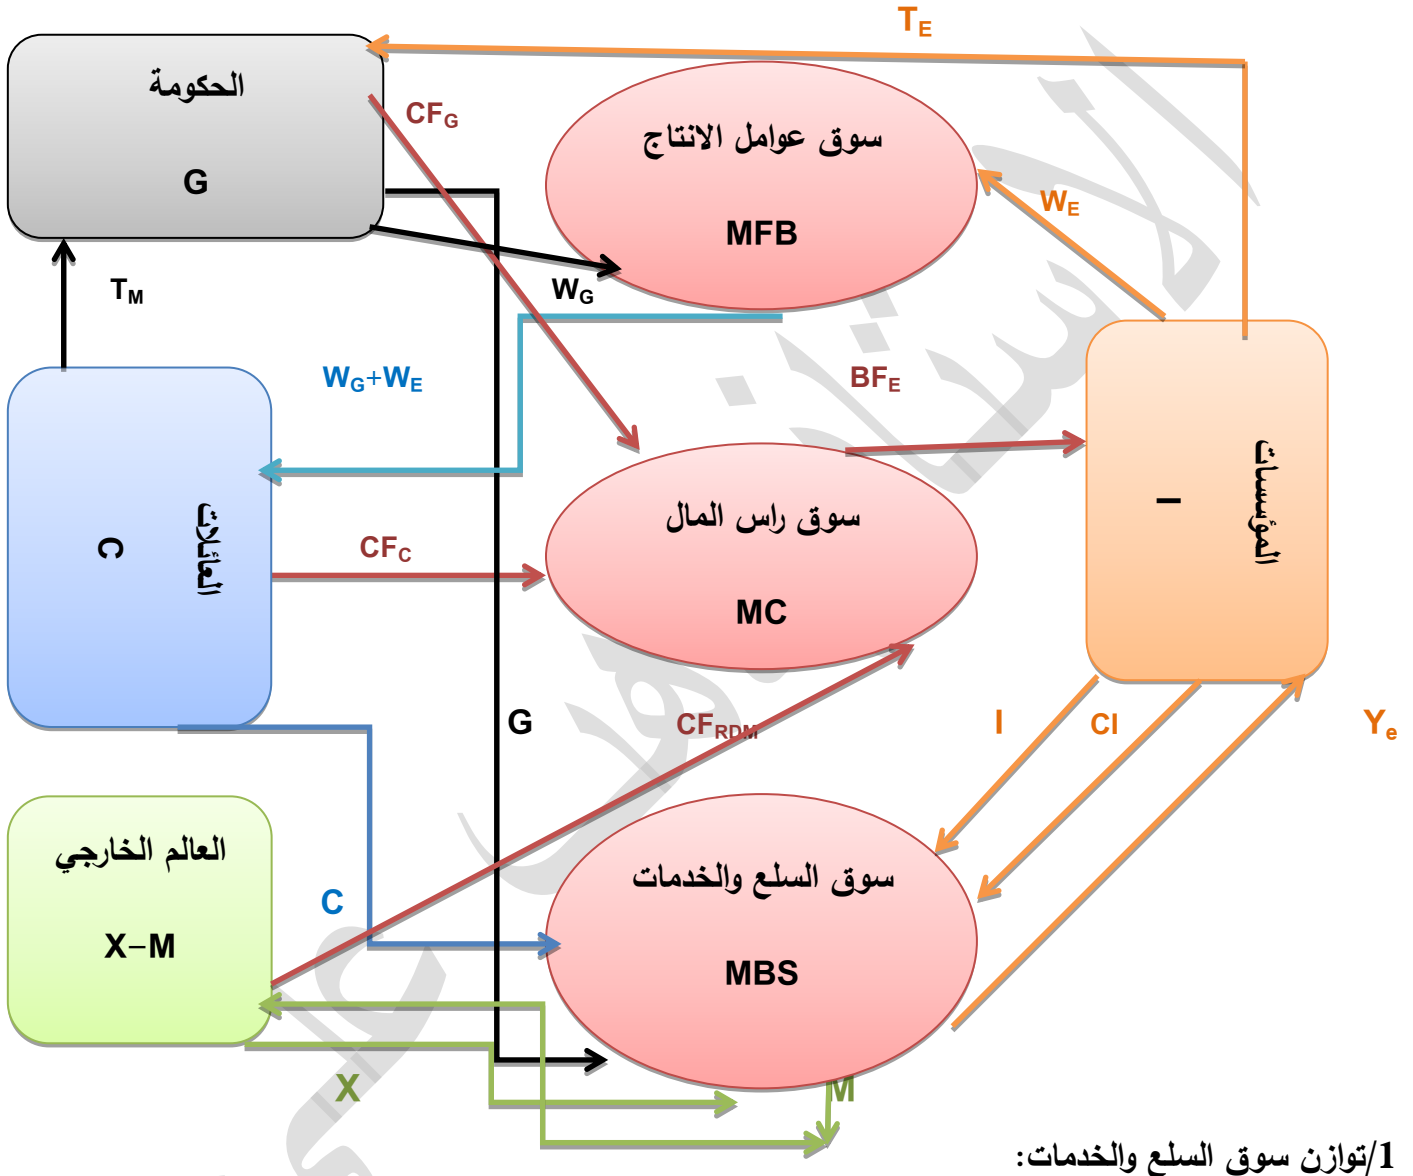 T_E
الحكومة
G
CF_G
سوق عوامل الانتاج
MFB
W_E
T_M
W_G
W_G+W_E
BF_E
العائلات
C
CF_C
سوق راس المال
MC
المؤسسات
I
G
CF_RDM
I
CI
Y_e
العالم الخارجي
X–M
C
سوق السلع والخدمات
MBS
X
M
1/توازن سوق السلع والخدمات: